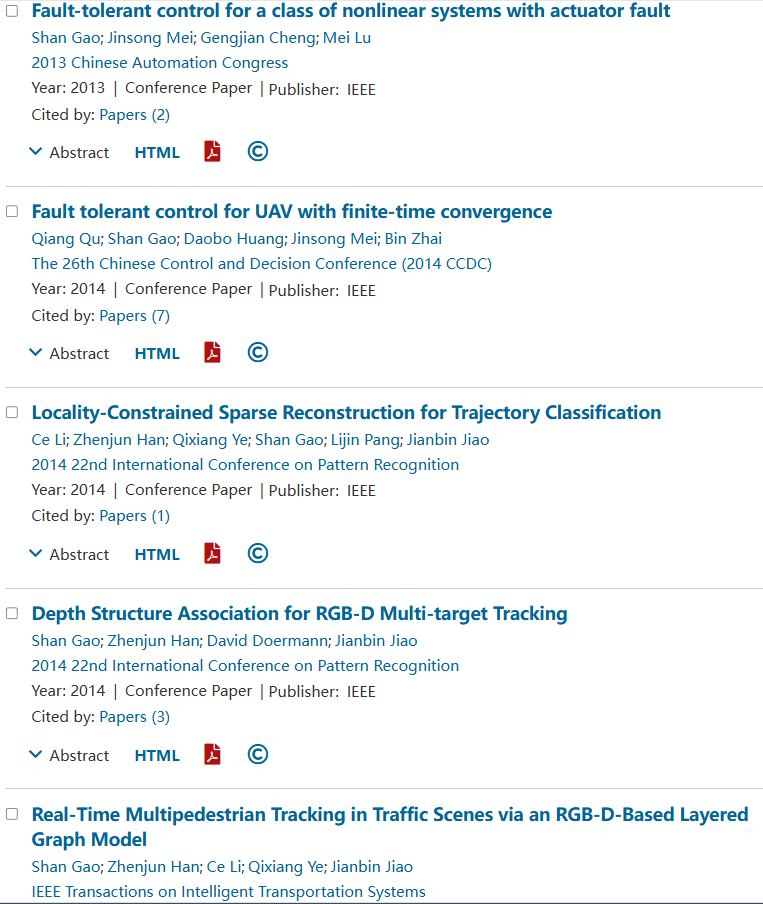 Fault-tolerant control for a class of nonlinear systems with actuator fault
Shan Gao; Jinsong Mei; Gengjian Cheng; Mei Lu
2013 Chinese Automation Congress
Year: 2013 | Conference Paper | Publisher: IEEE
Cited by: Papers (2)
Abstract HTML ©
Fault tolerant control for UAV with finite-time convergence
Qiang Qu; Shan Gao; Daobo Huang; Jinsong Mei; Bin Zhai
The 26th Chinese Control and Decision Conference (2014 CCDC)
Year: 2014 | Conference Paper | Publisher: IEEE
Cited by: Papers (7)
Abstract HTML ©
Locality-Constrained Sparse Reconstruction for Trajectory Classification
Ce Li; Zhenjun Han; Qixiang Ye; Shan Gao; Lijin Pang; Jianbin Jiao
2014 22nd International Conference on Pattern Recognition
Year: 2014 | Conference Paper | Publisher: IEEE
Cited by: Papers (1)
Abstract HTML ©
Depth Structure Association for RGB-D Multi-target Tracking
Shan Gao; Zhenjun Han; David Doermann; Jianbin Jiao
2014 22nd International Conference on Pattern Recognition
Year: 2014 | Conference Paper | Publisher: IEEE
Cited by: Papers (3)
Abstract HTML ©
Real-Time Multipedestrian Tracking in Traffic Scenes via an RGB-D-Based Layered
Graph Model
Shan Gao; Zhenjun Han; Ce Li; Qixiang Ye; Jianbin Jiao
IEEE Transactions on Intelligent Transportation Systems